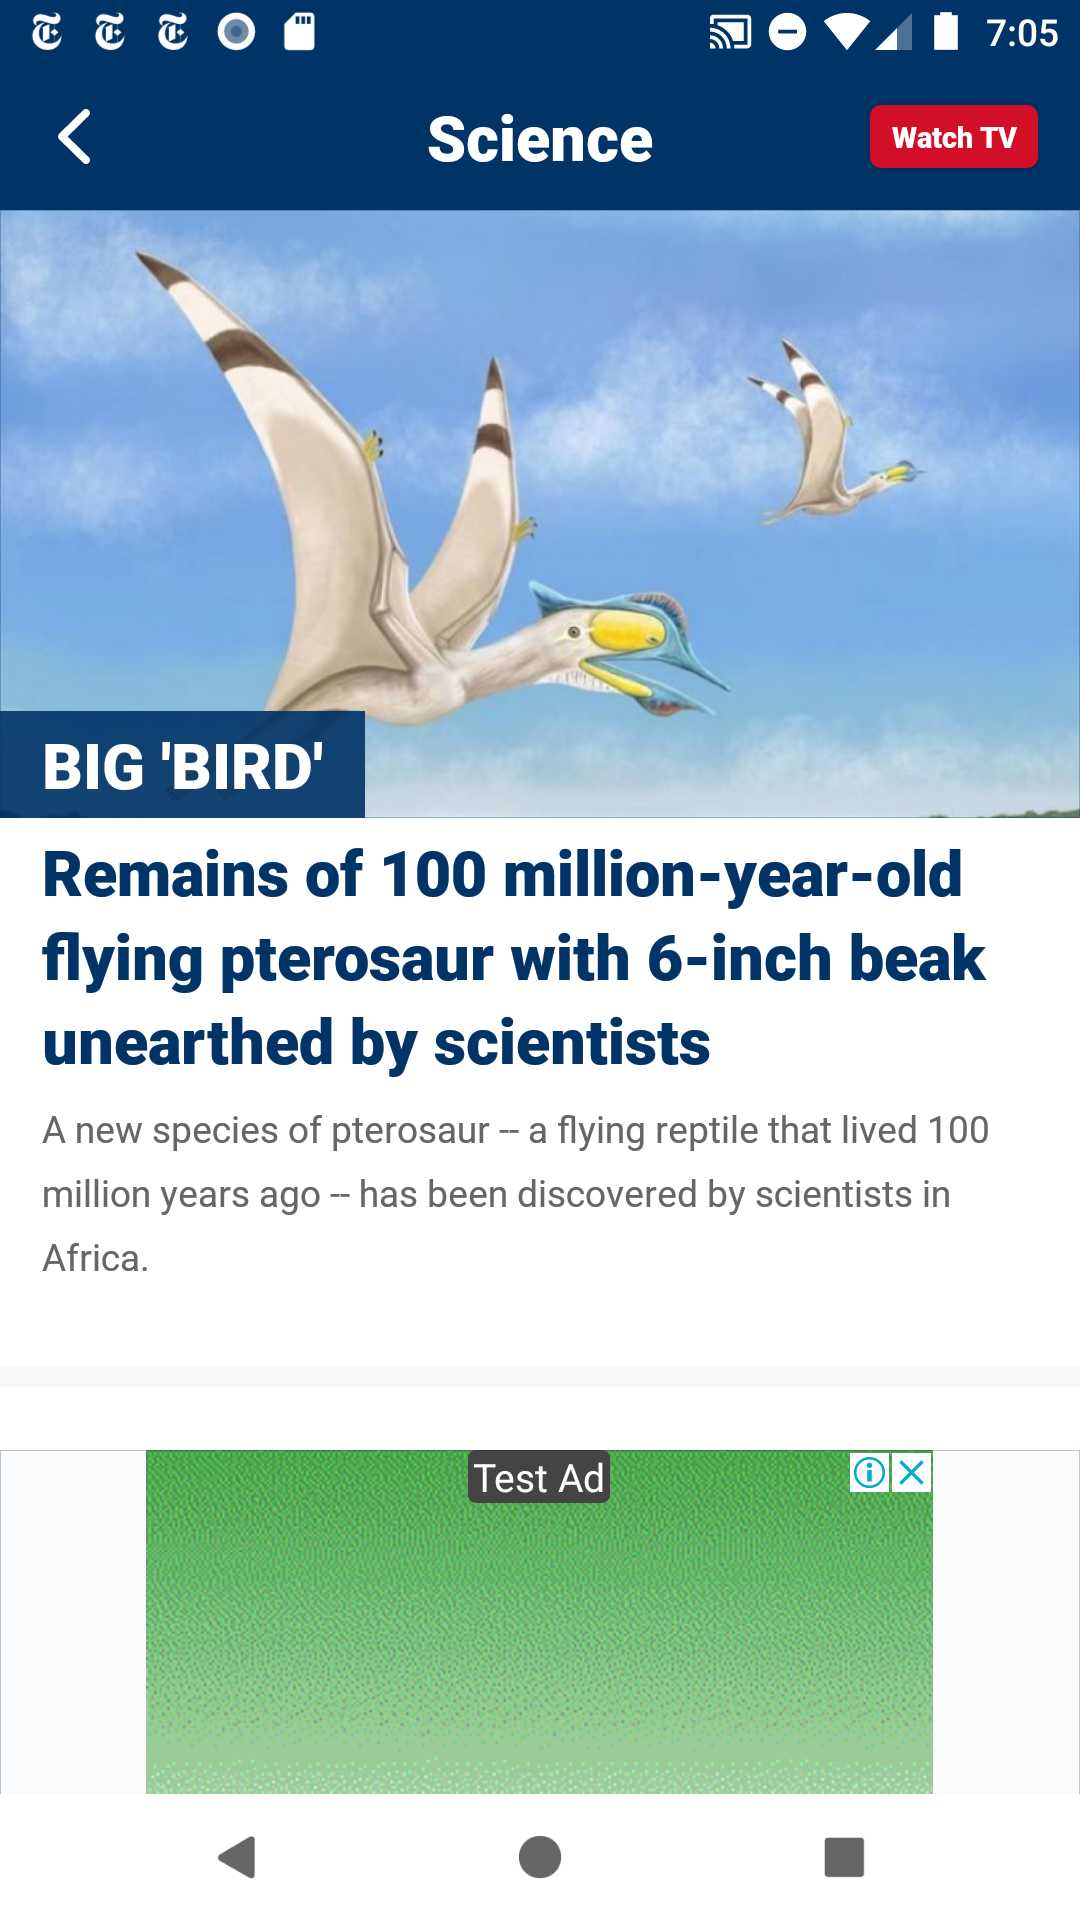 7:05
Science
Watch TV
BIG 'BIRD'
Remains of 100 million-year-old
flying pterosaur with 6-inch beak
unearthed by scientists
A new species of pterosaur -- a flying reptile that lived 100
million years ago -- has been discovered by scientists in
Africa.
Test Ad